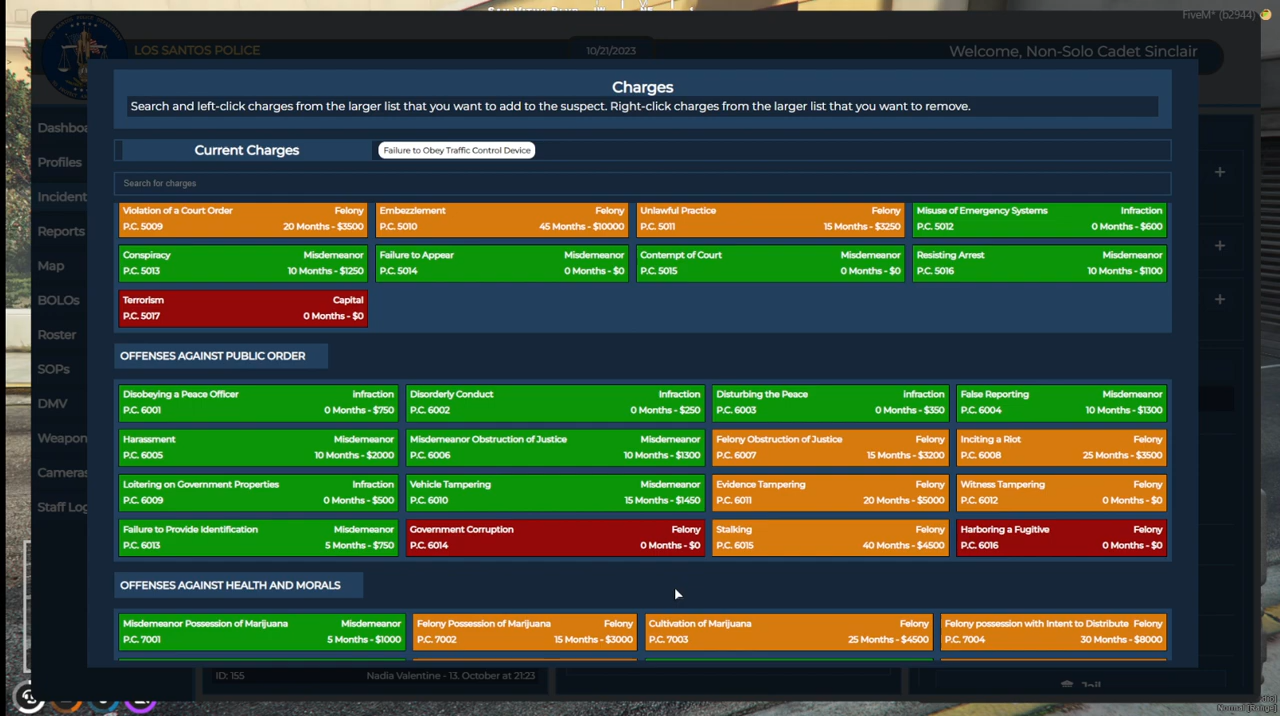 FiveM* (b2944)
LOS SANTOS POLICE
10/21/2023
Welcome, Non-Solo Cadet Sinclair
Charges
Search and left-click charges from the larger list that you want to add to the suspect. Right-click charges from the larger list that you want to remove.
Current Charges
Failure to Obey Traffic Control Device
Search for charges
Violation of a Court Order Felony
P.C. 5009 20 Months - $3500
Embezzlement Felony
P.C. 5010 45 Months - $10000
Unlawful Practice Felony
P.C. 5011 15 Months - $3250
Misuse of Emergency Systems Infraction
P.C. 5012 0 Months - $600
Conspiracy Misdemeanor
P.C. 5013 10 Months - $1250
Failure to Appear Misdemeanor
P.C. 5014 0 Months - $0
Contempt of Court Misdemeanor
P.C. 5015 0 Months - $0
Resisting Arrest Misdemeanor
P.C. 5016 10 Months - $1100
Terrorism Capital
P.C. 5017 0 Months - $0
OFFENSES AGAINST PUBLIC ORDER
Disobeying a Peace Officer infraction
P.C. 6001 0 Months - $750
Disorderly Conduct Infraction
P.C. 6002 0 Months - $250
Disturbing the Peace infraction
P.C. 6003 0 Months - $350
False Reporting Misdemeanor
P.C. 6004 10 Months - $1300
Harassment Misdemeanor
P.C. 6005 10 Months - $2000
Misdemeanor Obstruction of Justice Misdemeanor
P.C. 6006 10 Months - $1300
Felony Obstruction of Justice Felony
P.C. 6007 15 Months - $3200
Inciting a Riot Felony
P.C. 6008 25 Months - $3500
Loitering on Government Properties Infraction
P.C. 6009 0 Months - $500
Vehicle Tampering Misdemeanor
P.C. 6010 15 Months - $1450
Evidence Tampering Felony
P.C. 6011 20 Months - $5000
Witness Tampering Felony
P.C. 6012 0 Months - $0
Failure to Provide Identification Misdemeanor
P.C. 6013 5 Months - $750
Government Corruption Felony
P.C. 6014 0 Months - $0
Stalking Felony
P.C. 6015 40 Months - $4500
Harboring a Fugitive Felony
P.C. 6016 0 Months - $0
OFFENSES AGAINST HEALTH AND MORALS
Misdemeanor Possession of Marijuana Misdemeanor
P.C. 7001 5 Months - $1000
Felony Possession of Marijuana Felony
P.C. 7002 15 Months - $3000
Cultivation of Marijuana Felony
P.C. 7003 25 Months - $4500
Felony possession with Intent to Distribute Felony
P.C. 7004 30 Months - $8000
Dashbo
Profiles
Incident
Reports
Map
BOLOs
Roster
SOPs
DMV
Weapon
Cameras
Staff Log
ID: 155 Nadia Valentine - 13. October at 21:23